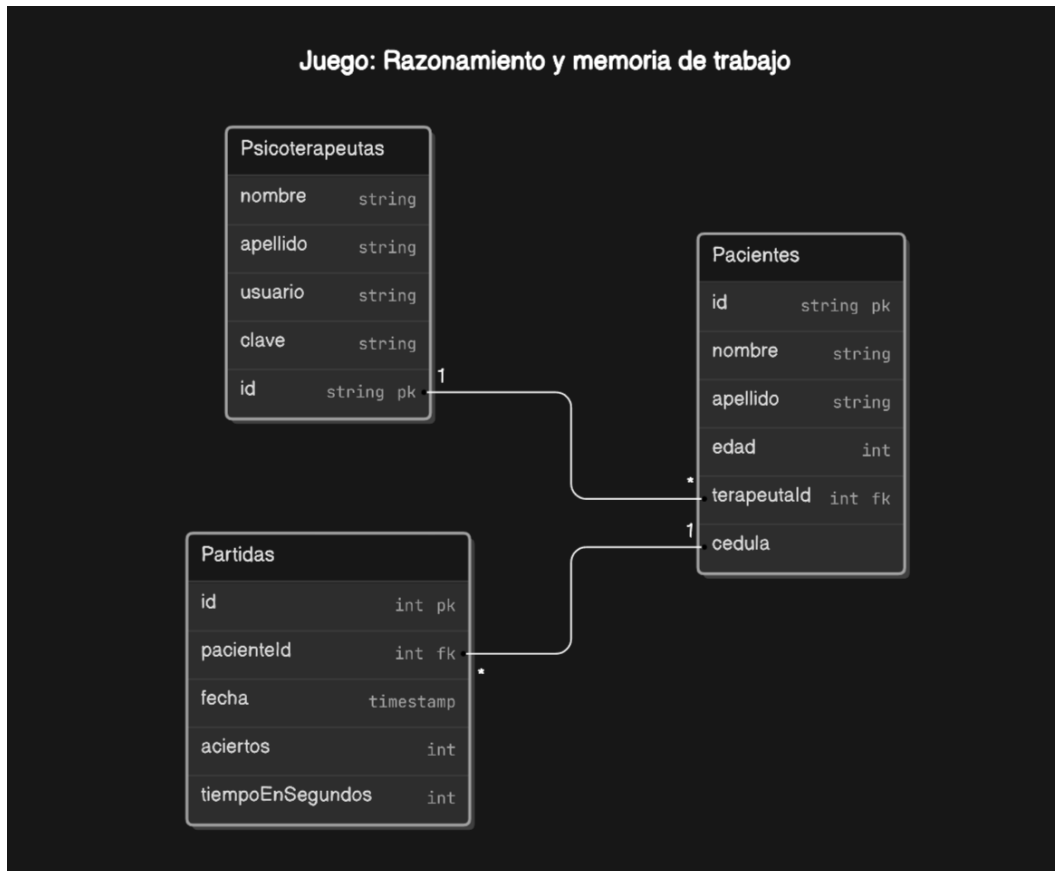 Juego: Razonamiento y memoria de trabajo
Psicoterapeutas
nombre string
apellido string
usuario string
clave string
id string pk
1
Pacientes
id string pk
nombre string
apellido string
edad int
* terapeutaId int fk
1
cedula
Partidas
id int pk
pacienteId int fk
*
fecha timestamp
aciertos int
tiempoEnSegundos int